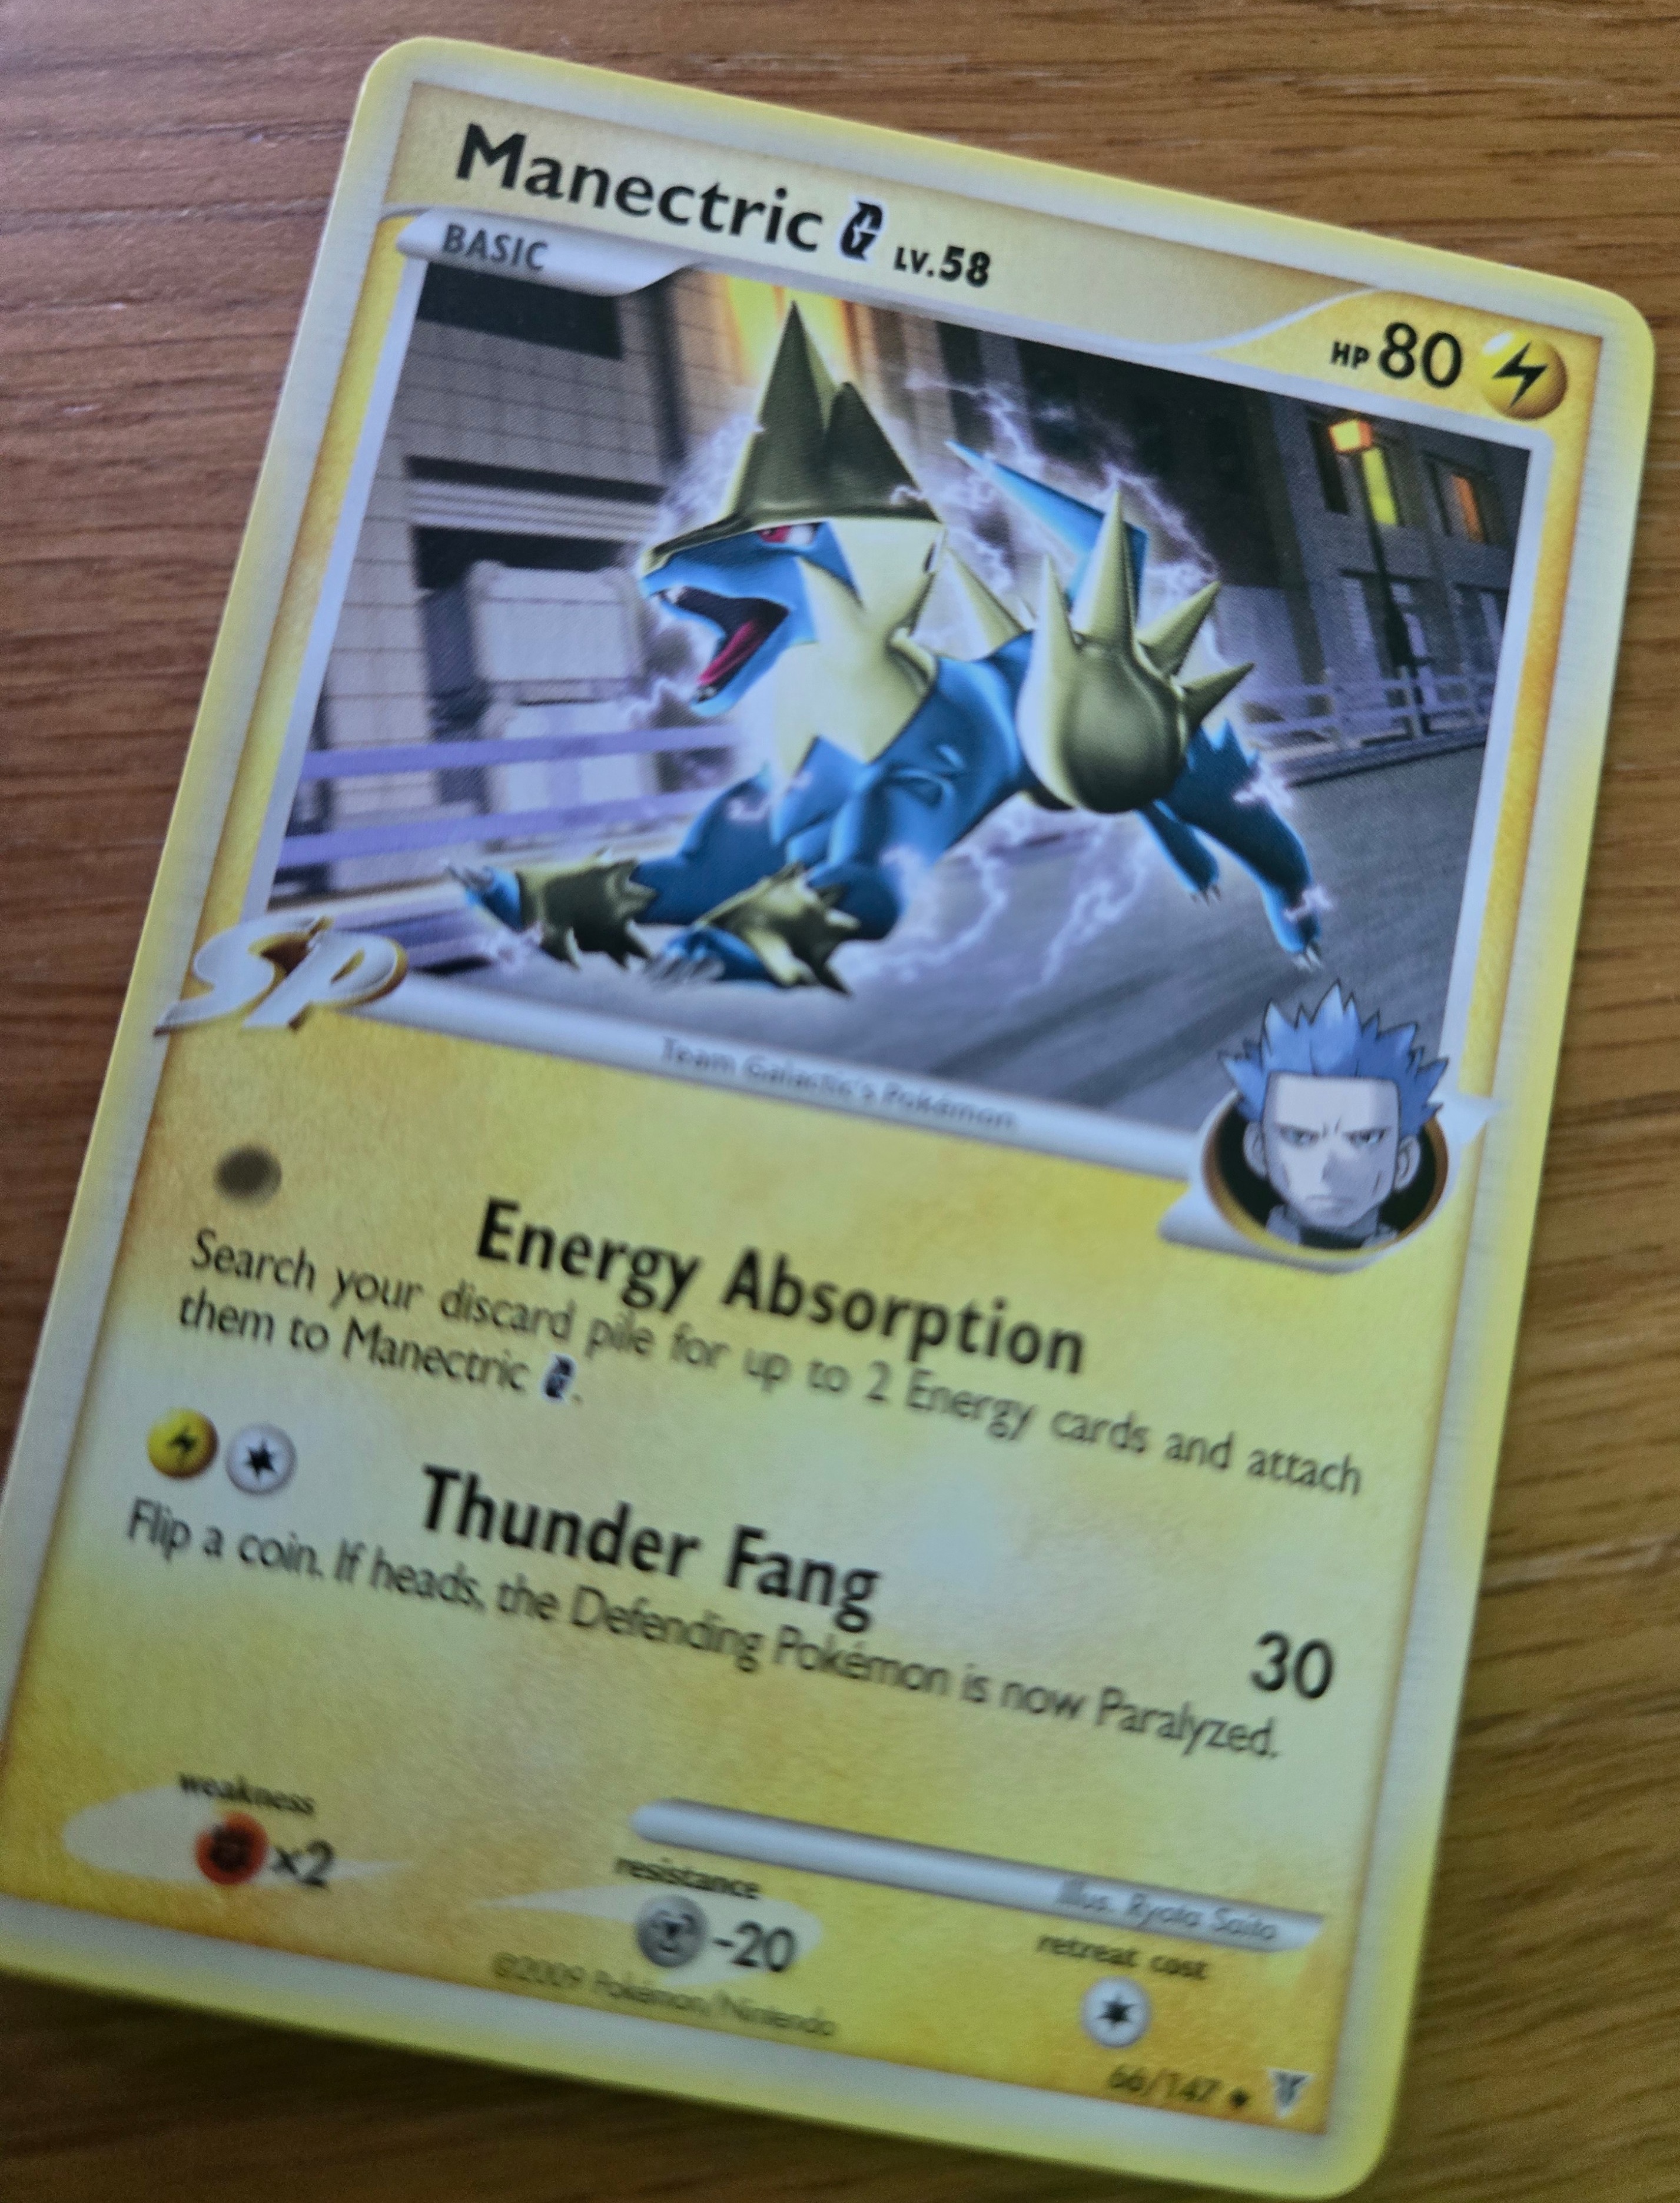 Manectric G LV.58
BASIC
HP 80
SP
Team Galactic's Pokémon
Energy Absorption
Search your discard pile for up to 2 Energy cards and attach
them to Manectric G.
Thunder Fang 30
Flip a coin. If heads, the Defending Pokémon is now Paralyzed.
weakness
x2
resistance
-20
Illus. Ryota Saito
retreat cost
©2009 Pokémon/Nintendo
66/147